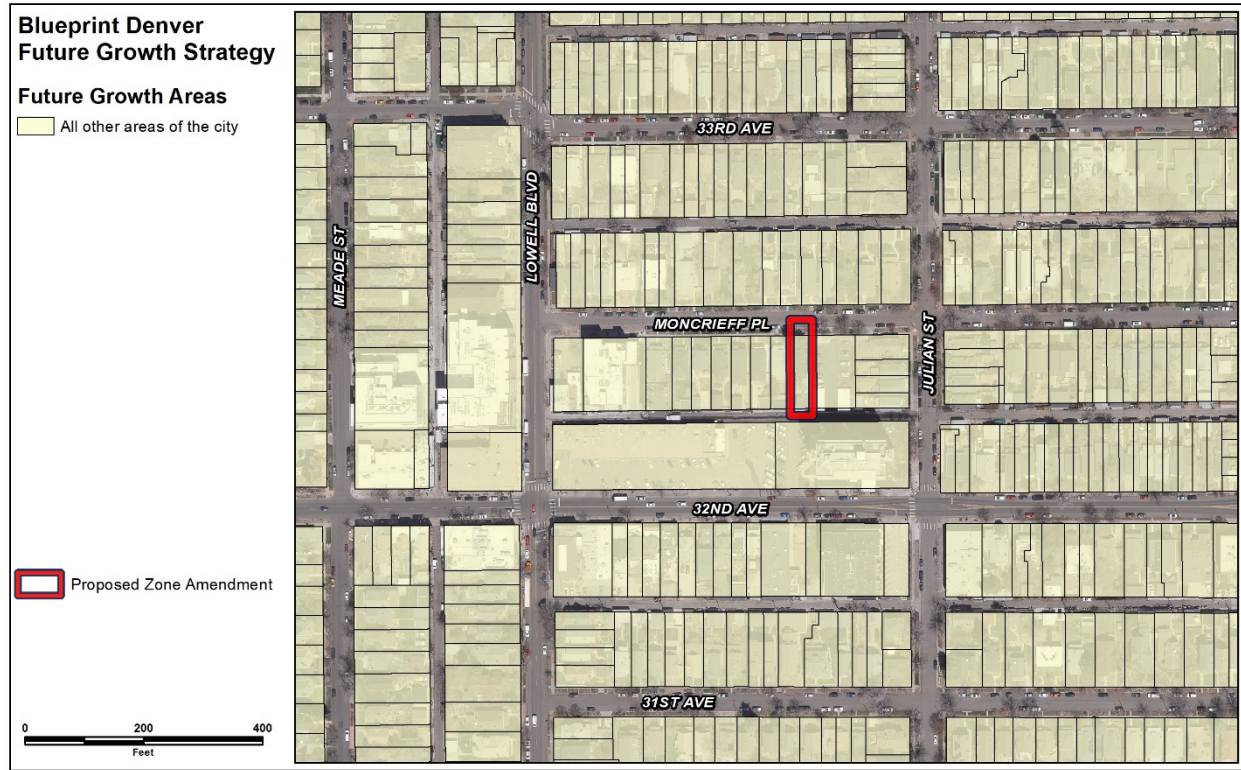 Blueprint Denver
Future Growth Strategy
Future Growth Areas
All other areas of the city
33RD AVE
LOWELL BLVD
MEADE ST
MONCRIEFF PL
JULIAN ST
32ND AVE
Proposed Zone Amendment
31ST AVE
0 200 400
Feet